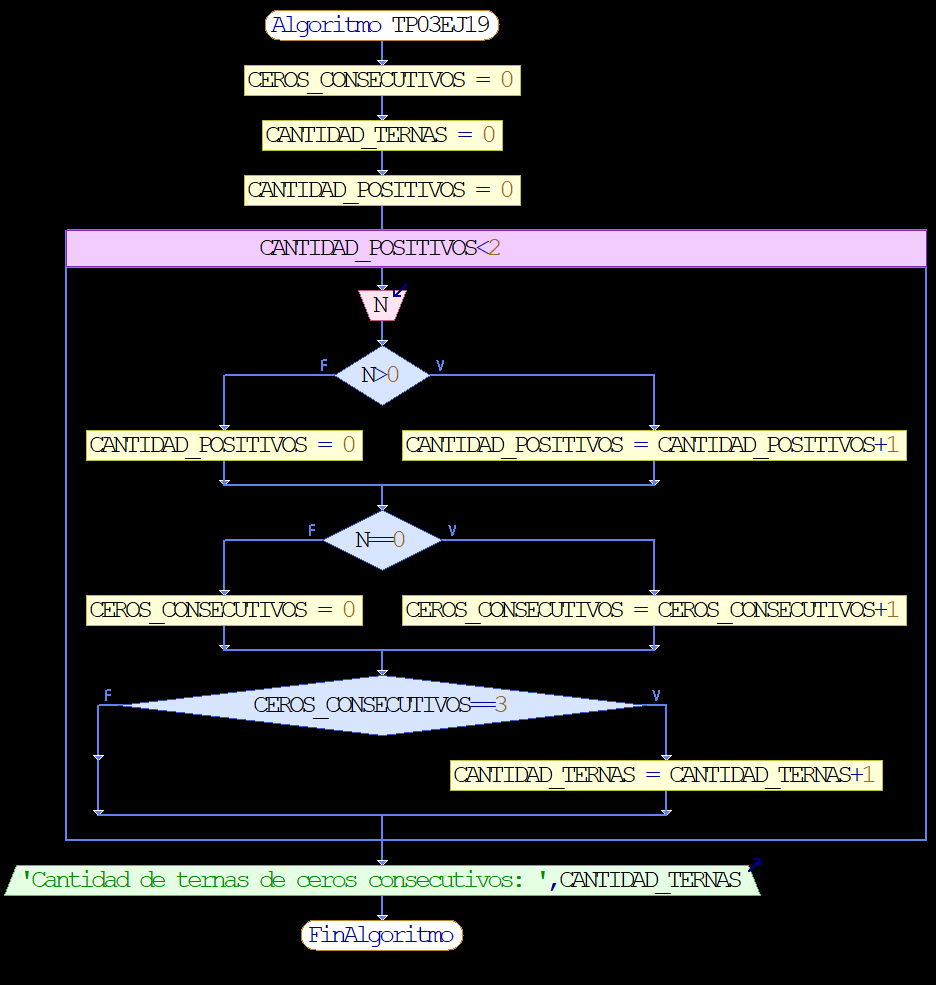 Algoritmo TP03EJ19
CEROS_CONSECUTIVOS = 0
CANTIDAD_TERNAS = 0
CANTIDAD_POSITIVOS = 0
CANTIDAD_POSITIVOS<2
N
F
N>0
V
CANTIDAD_POSITIVOS = 0
CANTIDAD_POSITIVOS = CANTIDAD_POSITIVOS+1
F
N==0
V
CEROS_CONSECUTIVOS = 0
CEROS_CONSECUTIVOS = CEROS_CONSECUTIVOS+1
F
CEROS_CONSECUTIVOS==3
V
CANTIDAD_TERNAS = CANTIDAD_TERNAS+1
'Cantidad de ternas de ceros consecutivos: ',CANTIDAD_TERNAS
FinAlgoritmo